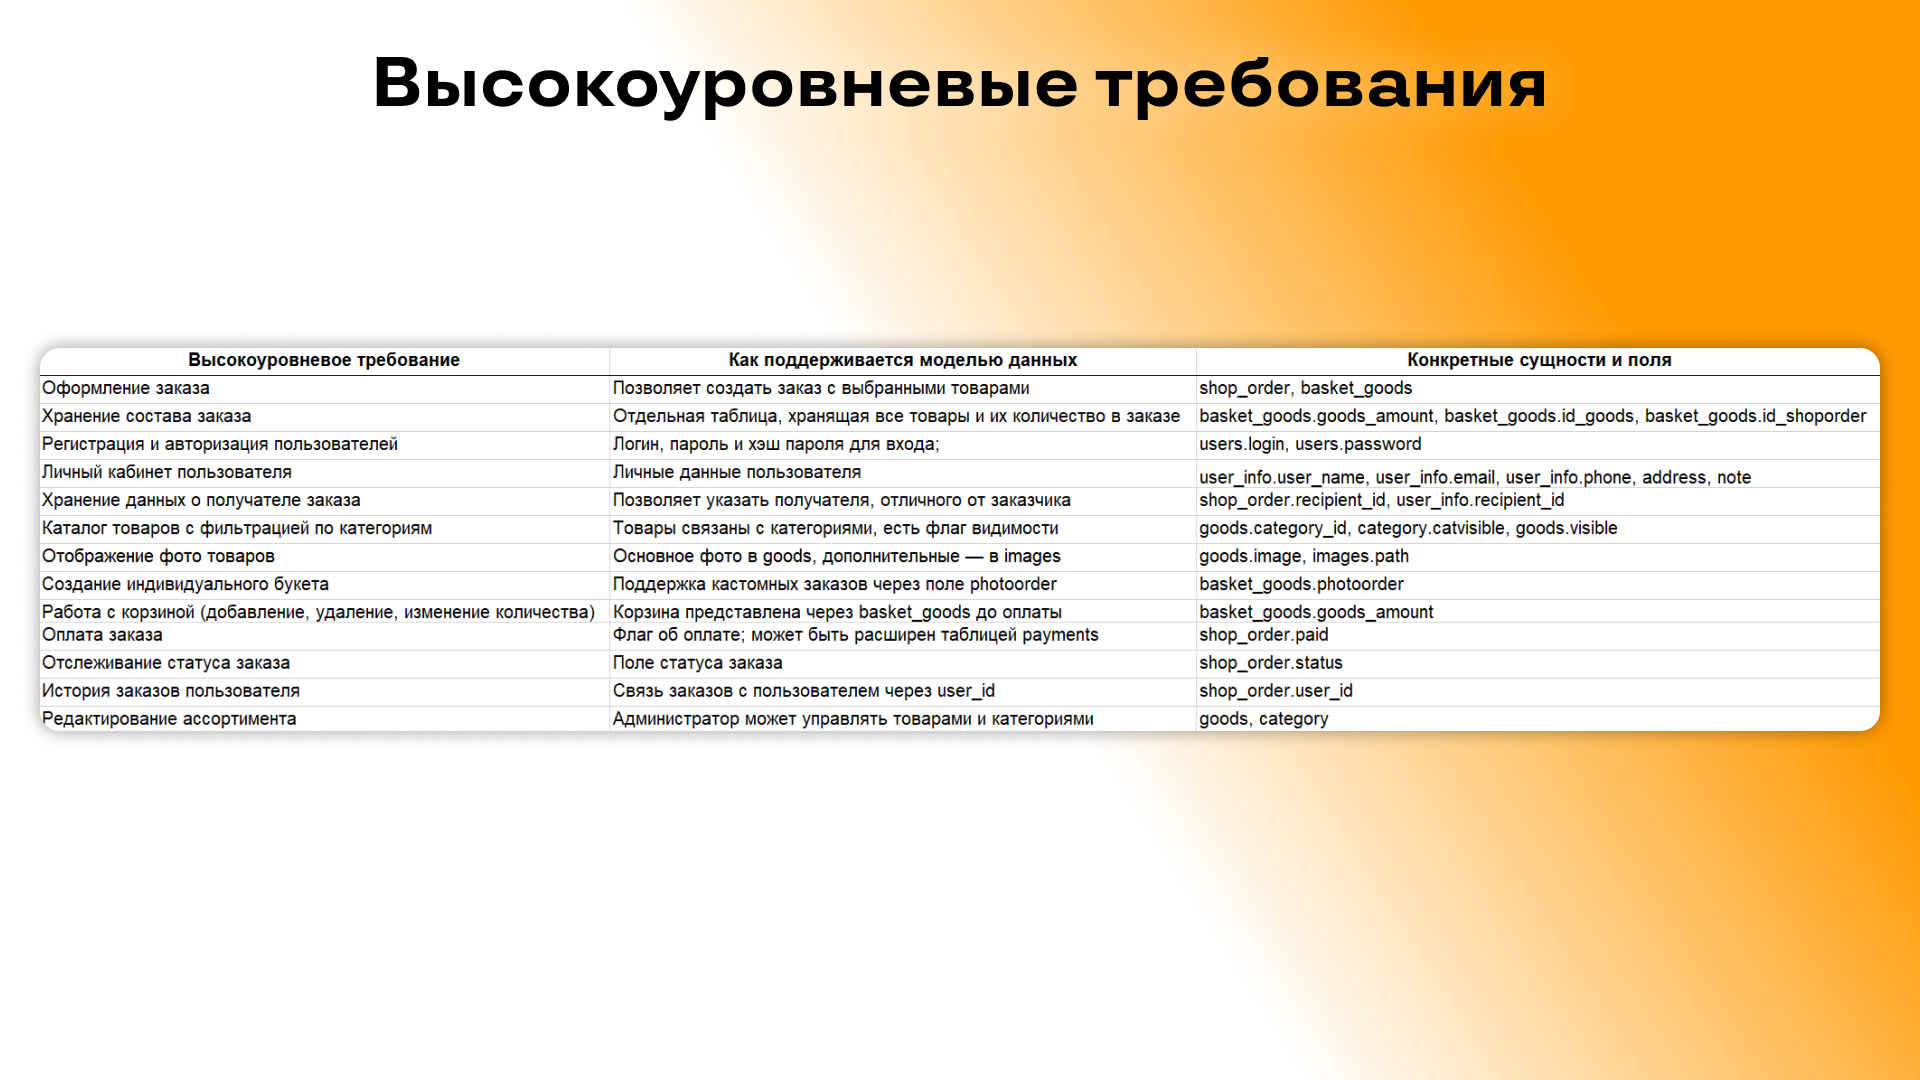 Высокоуровневые требования
Высокоуровневое требование Как поддерживается моделью данных Конкретные сущности и поля
Оформление заказа Позволяет создать заказ с выбранными товарами shop_order, basket_goods
Хранение состава заказа Отдельная таблица, хранящая все товары и их количество в заказе basket_goods.goods_amount, basket_goods.id_goods, basket_goods.id_shoporder
Регистрация и авторизация пользователей Логин, пароль и хэш пароля для входа; users.login, users.password
Личный кабинет пользователя Личные данные пользователя user_info.user_name, user_info.email, user_info.phone, address, note
Хранение данных о получателе заказа Позволяет указать получателя, отличного от заказчика shop_order.recipient_id, user_info.recipient_id
Каталог товаров с фильтрацией по категориям Товары связаны с категориями, есть флаг видимости goods.category_id, category.catvisible, goods.visible
Отображение фото товаров Основное фото в goods, дополнительные — в images goods.image, images.path
Создание индивидуального букета Поддержка кастомных заказов через поле photoorder basket_goods.photoorder
Работа с корзиной (добавление, удаление, изменение количества) Корзина представлена через basket_goods до оплаты basket_goods.goods_amount
Оплата заказа Флаг об оплате; может быть расширен таблицей payments shop_order.paid
Отслеживание статуса заказа Поле статуса заказа shop_order.status
История заказов пользователя Связь заказов с пользователем через user_id shop_order.user_id
Редактирование ассортимента Администратор может управлять товарами и категориями goods, category